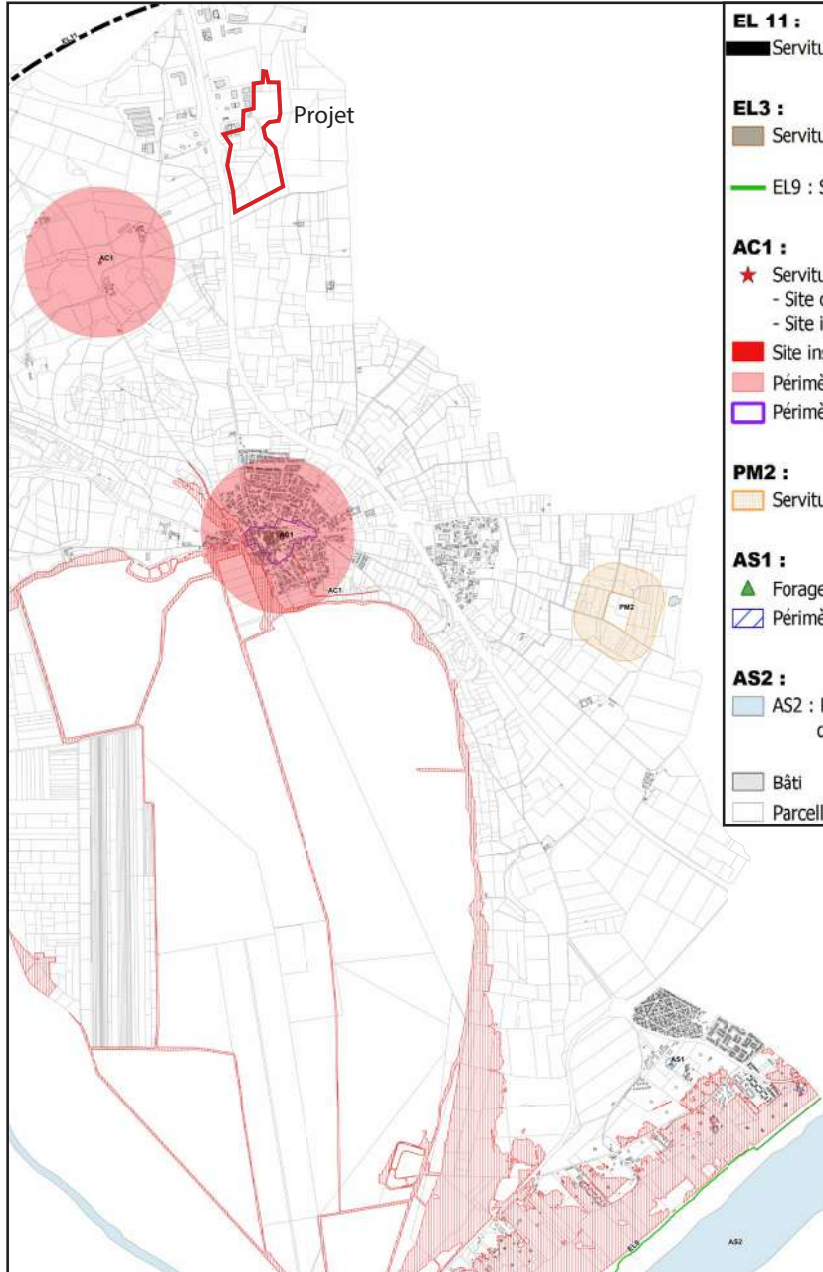 EL11
Projet
AC1
AC1
AC1
PM2
AS1
EL9
AS2
EL 11 :
Servitu
EL3 :
Servitu
EL9 : S
AC1 :
Servitu
- Site
- Site i
Site ins
Périmè
Périmè
PM2 :
Servitu
AS1 :
Forage
Périmè
AS2 :
AS2 :
Bâti
Parcell